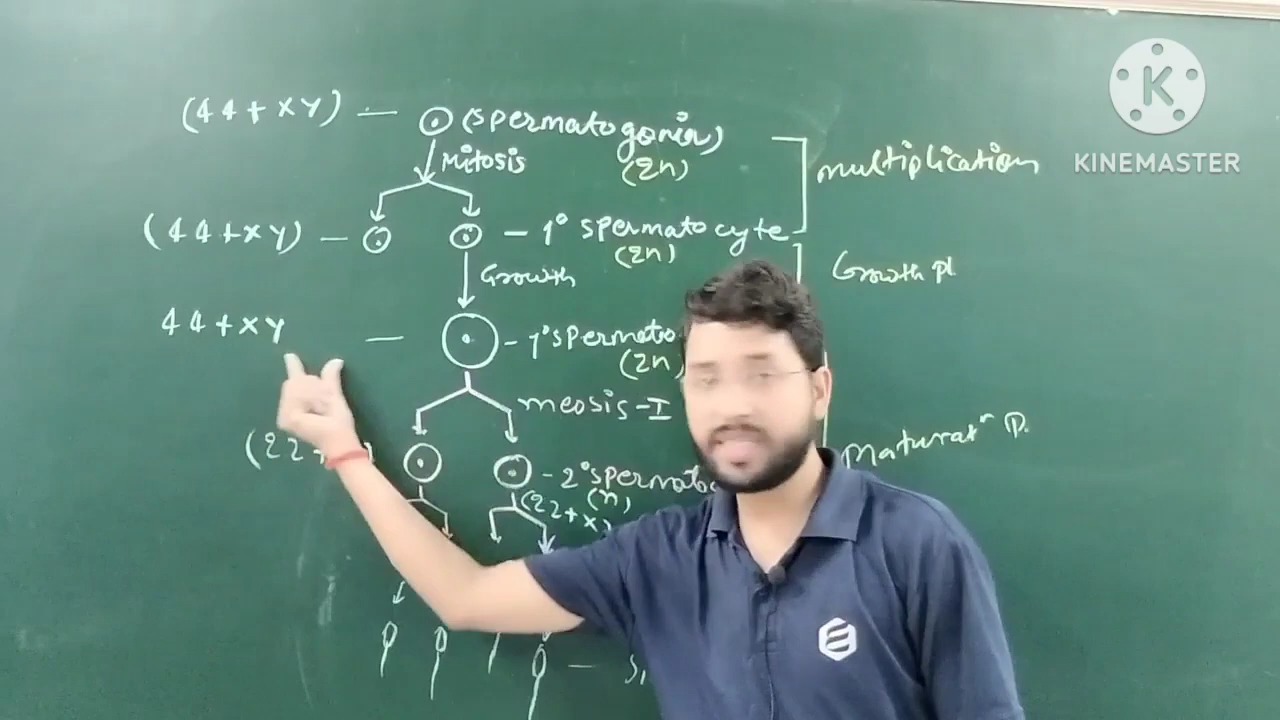 (44+XY) — (spermatogonia)
(2n)
Mitosis
multiplication
KINEMASTER
(44+XY) — — 1° spermatocyte
(2n)
Growth
Growth P
44+XY — — 1° spermato
(2n)
meosis-I
Maturatⁿ P.
(22+ — 2° spermato
(n)
(22+X)
—